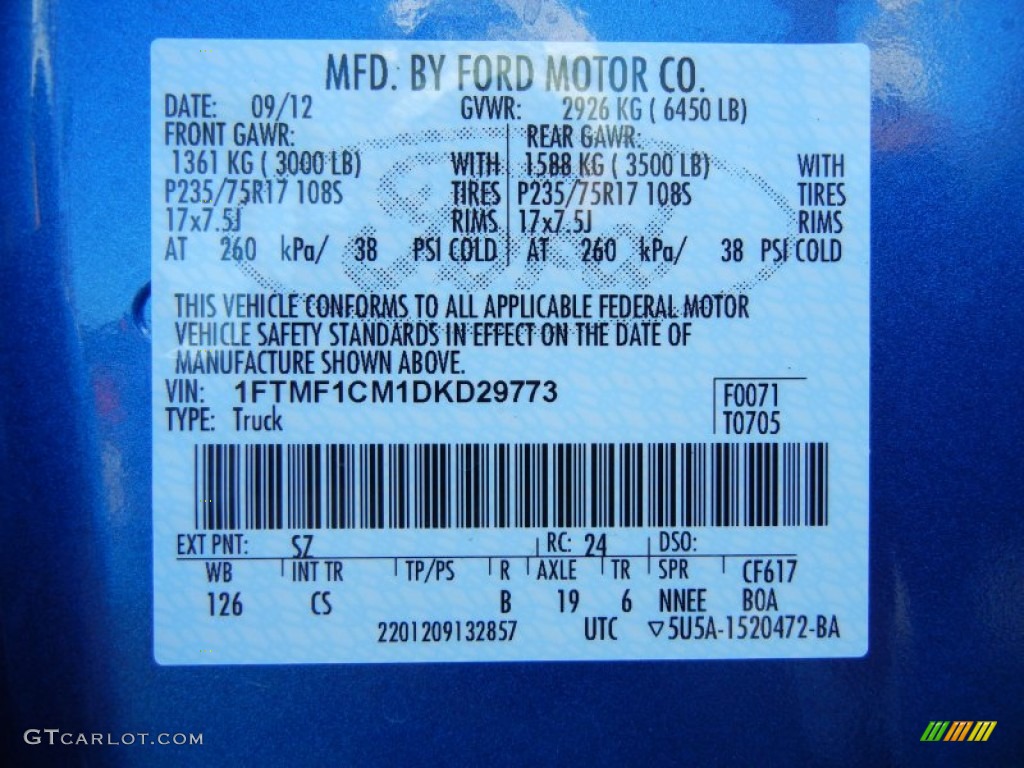 MFD. BY FORD MOTOR CO.
DATE: 09/12 GVWR: 2926 KG ( 6450 LB)
FRONT GAWR: REAR GAWR:
1361 KG ( 3000 LB) WITH 1588 KG ( 3500 LB) WITH
P235/75R17 108S TIRES P235/75R17 108S TIRES
17x7.5J RIMS 17x7.5J RIMS
AT 260 kPa/ 38 PSI COLD AT 260 kPa/ 38 PSI COLD
Ford
THIS VEHICLE CONFORMS TO ALL APPLICABLE FEDERAL MOTOR
VEHICLE SAFETY STANDARDS IN EFFECT ON THE DATE OF
MANUFACTURE SHOWN ABOVE.
VIN: 1FTMF1CM1DKD29773 F0071
TYPE: Truck T0705
EXT PNT: SZ RC: 24 DSO:
WB INT TR TP/PS R AXLE TR SPR CF617
126 CS B 19 6 NNEE BOA
2201209132857 UTC ▽5U5A-1520472-BA
GTCARLOT.COM